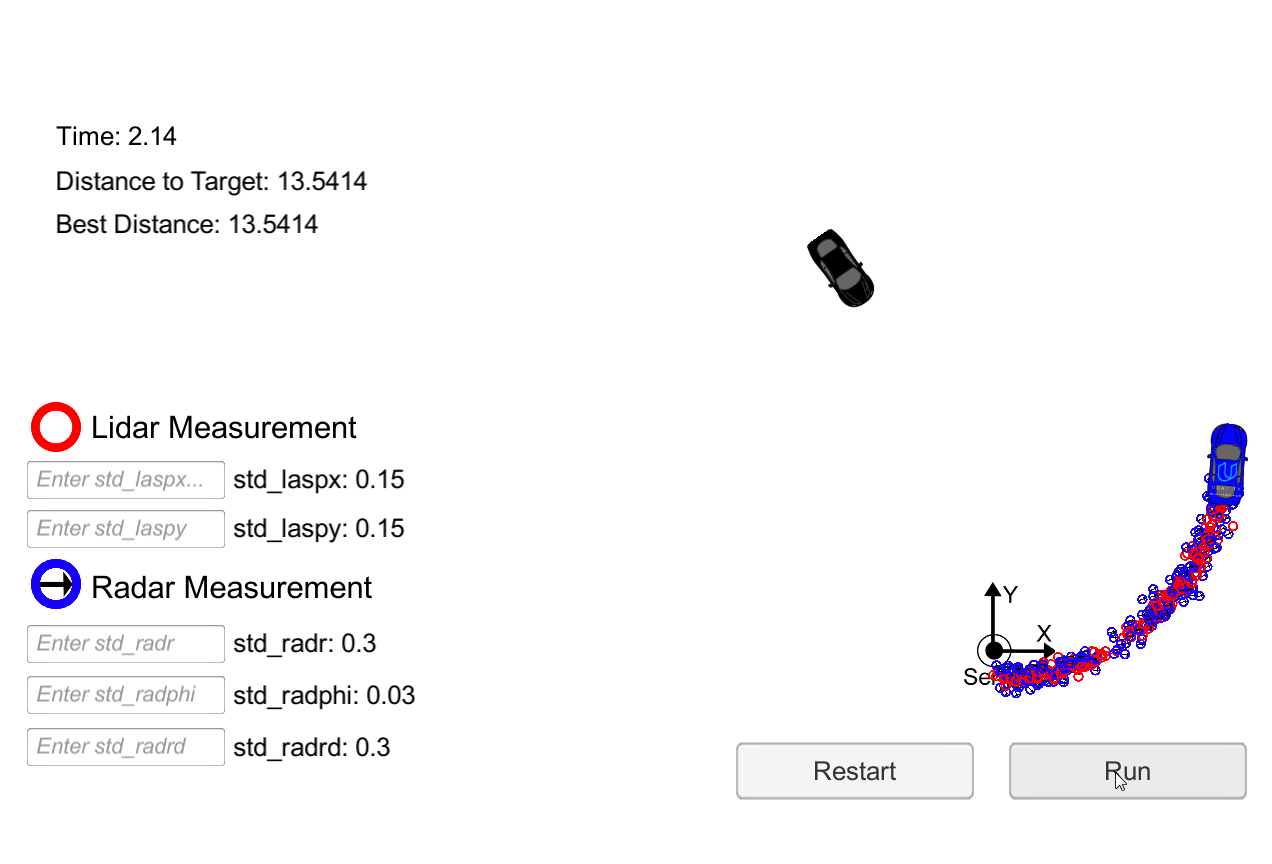 Time: 2.14
Distance to Target: 13.5414
Best Distance: 13.5414
Lidar Measurement
Enter std_laspx... std_laspx: 0.15
Enter std_laspy std_laspy: 0.15
Radar Measurement
Enter std_radr std_radr: 0.3
Enter std_radphi std_radphi: 0.03
Enter std_radrd std_radrd: 0.3
Y
X
Restart
Run